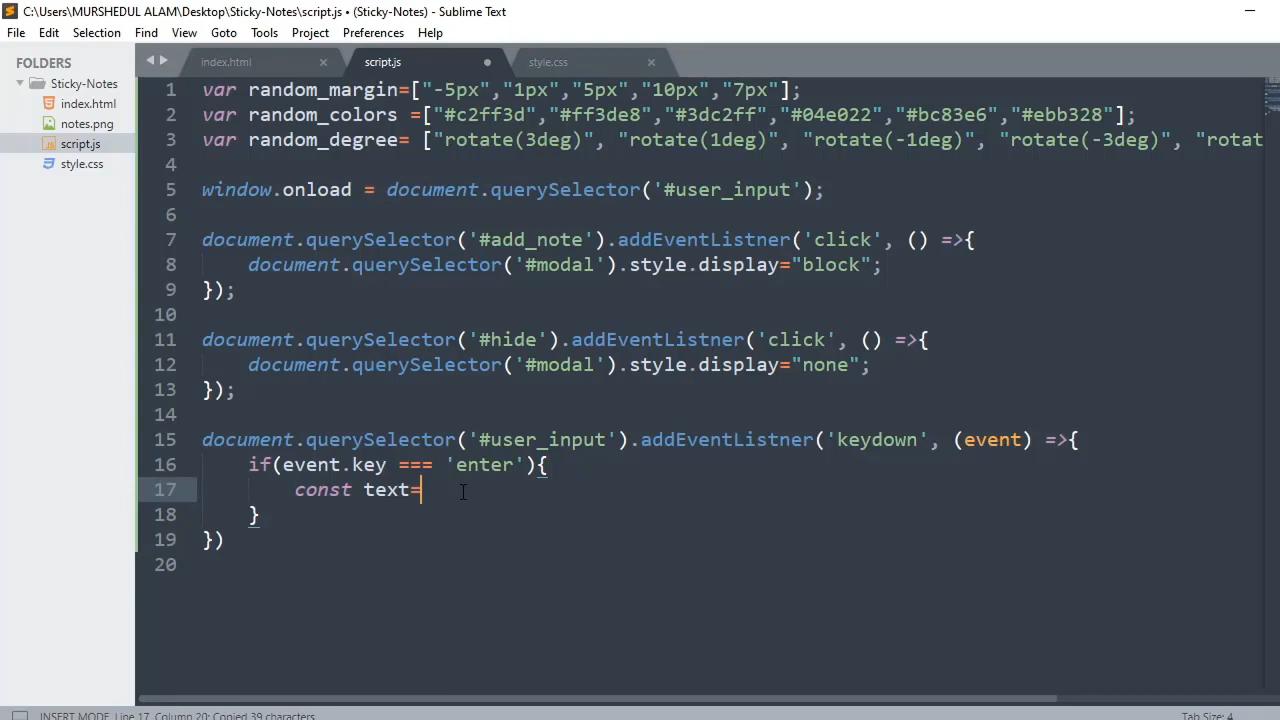 C:\Users\MURSHEDUL ALAM\Desktop\Sticky-Notes\script.js • (Sticky-Notes) - Sublime Text
File Edit Selection Find View Goto Tools Project Preferences Help
FOLDERS
Sticky-Notes
index.html
notes.png
script.js
style.css
index.html script.js style.css
1 var random_margin=["-5px","1px","5px","10px","7px"];
2 var random_colors =["#c2ff3d","#ff3de8","#3dc2ff","#04e022","#bc83e6","#ebb328"];
3 var random_degree= ["rotate(3deg)", "rotate(1deg)", "rotate(-1deg)", "rotate(-3deg)", "rotat
4
5 window.onload = document.querySelector('#user_input');
6
7 document.querySelector('#add_note').addEventListner('click', () =>{
8 document.querySelector('#modal').style.display="block";
9 });
10
11 document.querySelector('#hide').addEventListner('click', () =>{
12 document.querySelector('#modal').style.display="none";
13 });
14
15 document.querySelector('#user_input').addEventListner('keydown', (event) =>{
16 if(event.key === 'enter'){
17 const text=
18 }
19 })
20
INSERT MODE, Line 17, Column 20; Copied 39 characters
Tab Size: 4